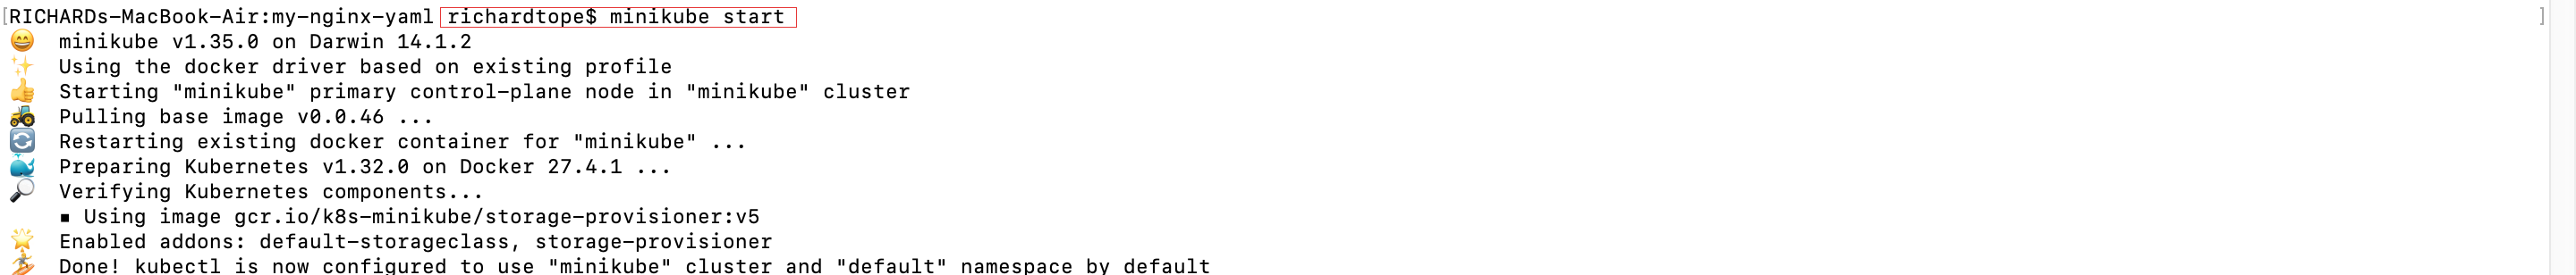 [RICHARDs-MacBook-Air:my-nginx-yaml richardtope$ minikube start ]
😄 minikube v1.35.0 on Darwin 14.1.2
✨ Using the docker driver based on existing profile
👍 Starting "minikube" primary control-plane node in "minikube" cluster
🚜 Pulling base image v0.0.46 ...
🔄 Restarting existing docker container for "minikube" ...
🐳 Preparing Kubernetes v1.32.0 on Docker 27.4.1 ...
🔎 Verifying Kubernetes components...
▪ Using image gcr.io/k8s-minikube/storage-provisioner:v5
🌟 Enabled addons: default-storageclass, storage-provisioner
🏄 Done! kubectl is now configured to use "minikube" cluster and "default" namespace by default